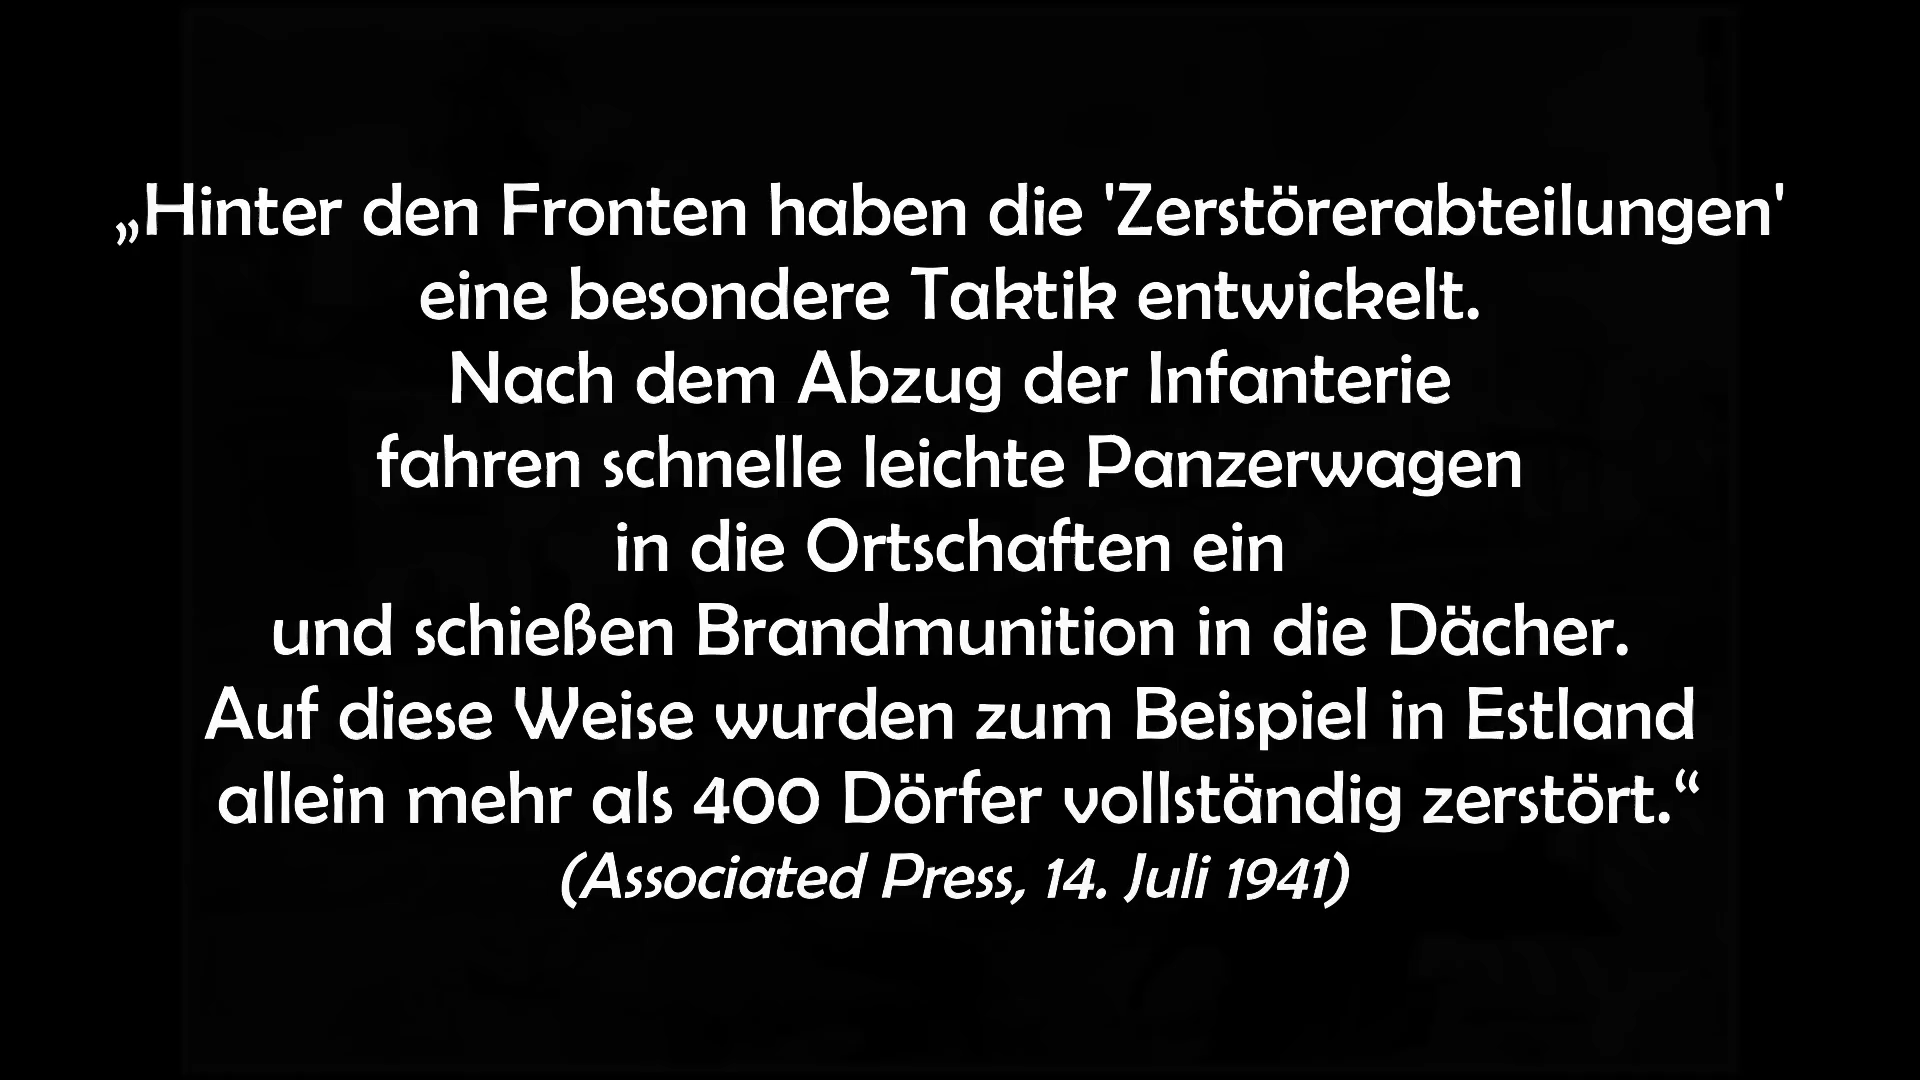 „Hinter den Fronten haben die 'Zerstörerabteilungen'
eine besondere Taktik entwickelt.
Nach dem Abzug der Infanterie
fahren schnelle leichte Panzerwagen
in die Ortschaften ein
und schießen Brandmunition in die Dächer.
Auf diese Weise wurden zum Beispiel in Estland
allein mehr als 400 Dörfer vollständig zerstört.“
(Associated Press, 14. Juli 1941)